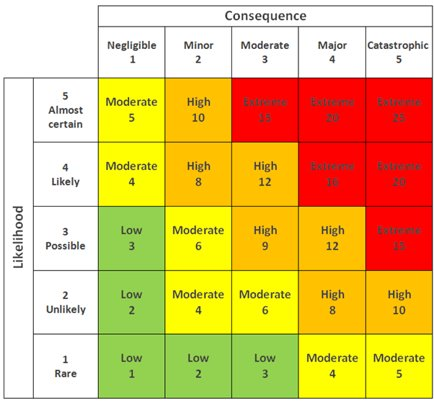 Consequence
Negligible Minor Moderate Major Catastrophic
1 2 3 4 5
Likelihood
5
Almost
certain
Moderate High Extreme Extreme Extreme
5 10 15 20 25
4
Likely
Moderate High High Extreme Extreme
4 8 12 16 20
3
Possible
Low Moderate High High Extreme
3 6 9 12 15
2
Unlikely
Low Moderate Moderate High High
2 4 6 8 10
1
Rare
Low Low Low Moderate Moderate
1 2 3 4 5